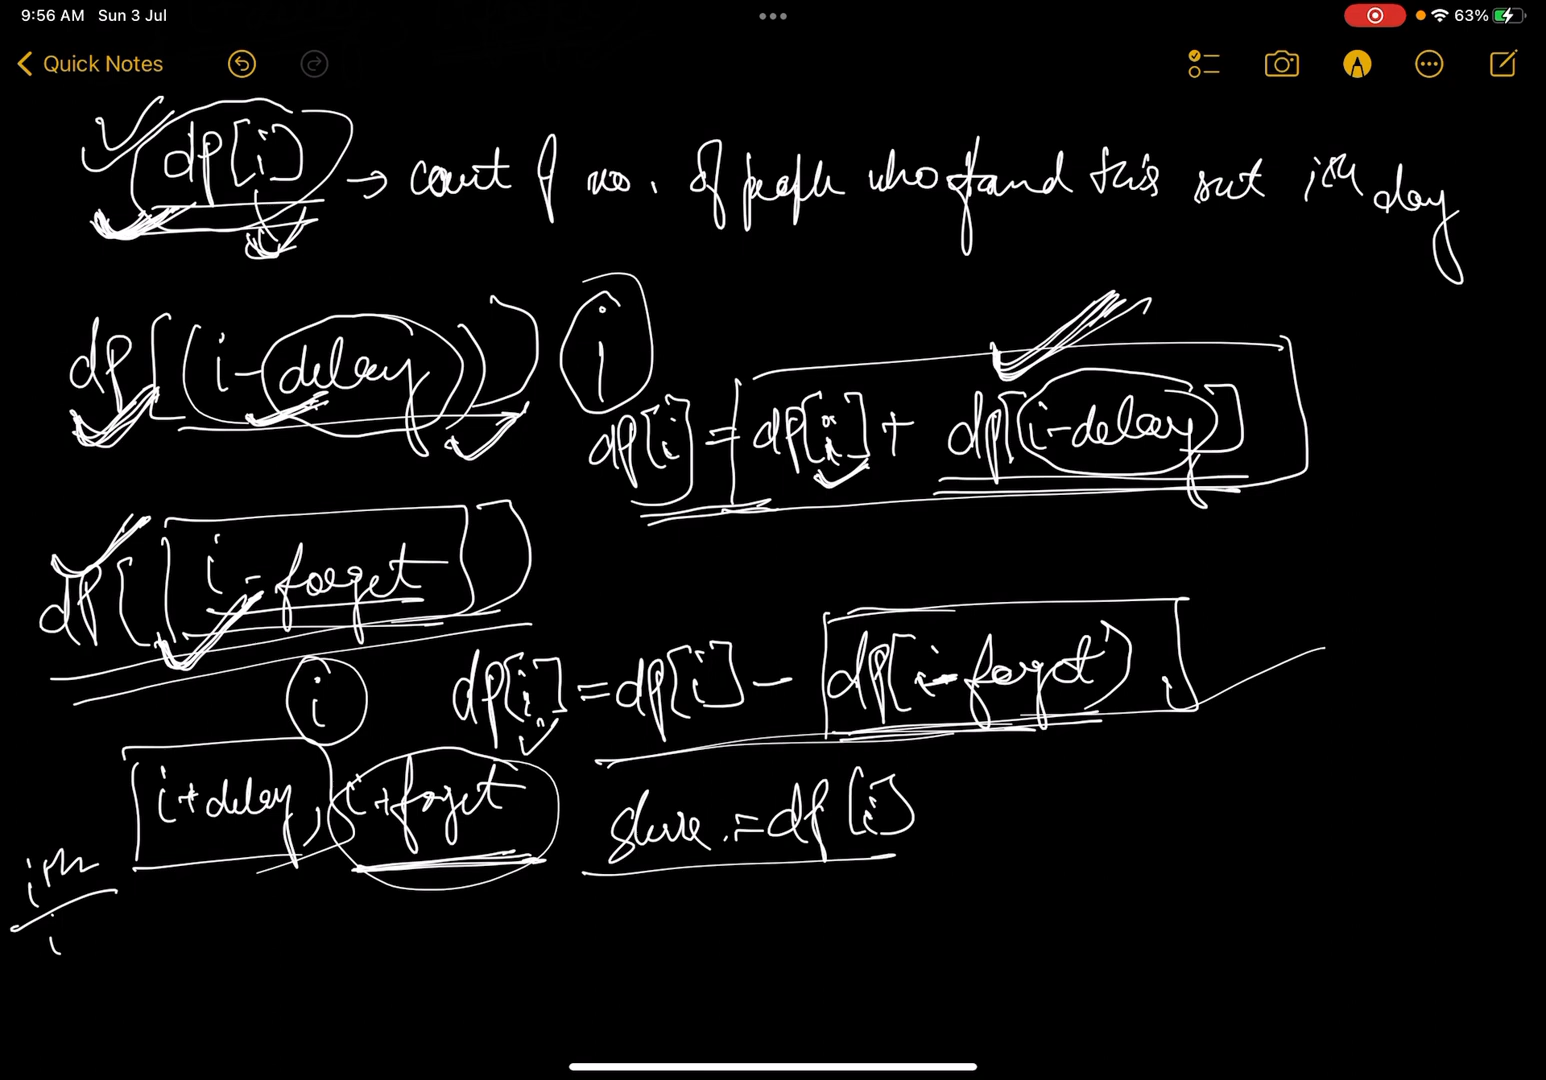 9:56 AM Sun 3 Jul
63%
Quick Notes
dp[i] → count of no. of people who found this sut ith day
dp[(i-delay)] i
dp[i] = dp[i] + dp[i-delay]
dp[i-forget]
i dp[i] = dp[i] - dp[i-forget]
i+delay, i+forget
share = dp[i]
ith
i